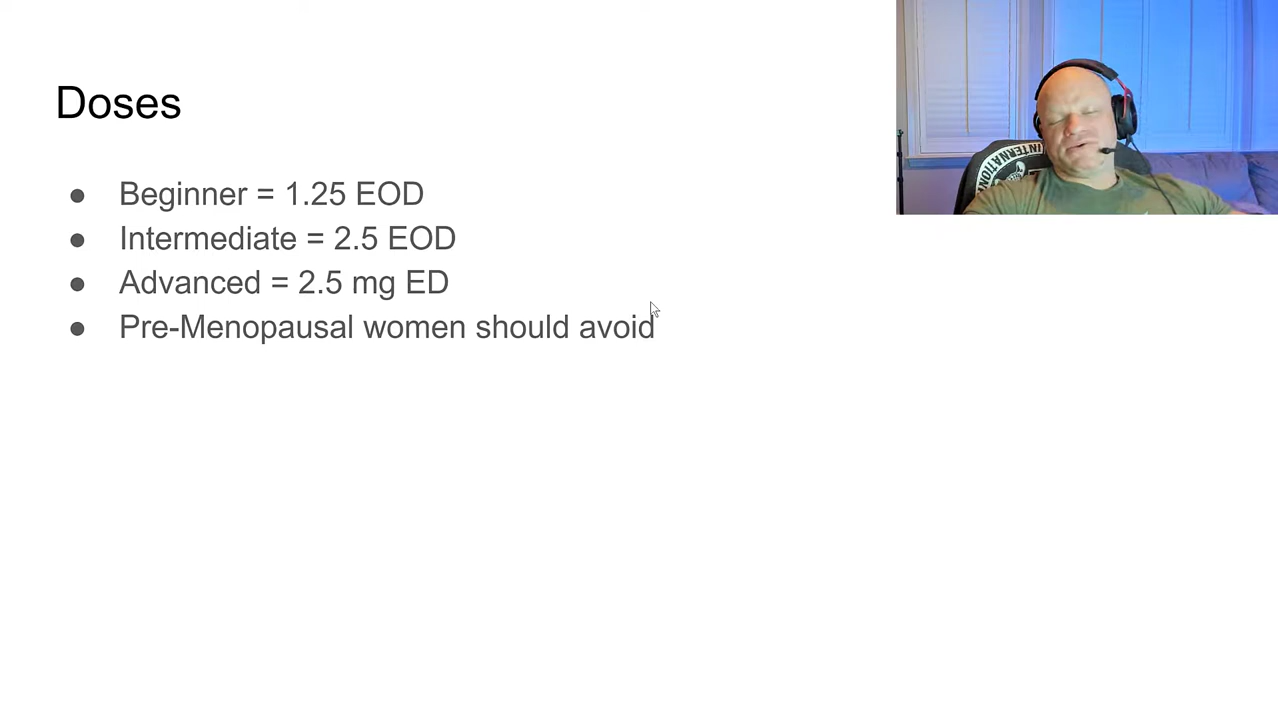 Doses
● Beginner = 1.25 EOD
● Intermediate = 2.5 EOD
● Advanced = 2.5 mg ED
● Pre-Menopausal women should avoid
INTERNATION